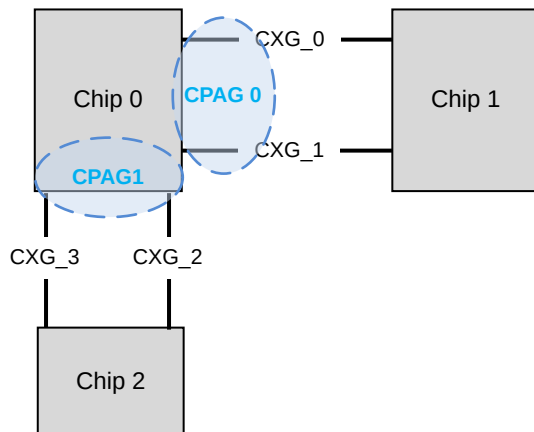 CXG_0
Chip 0
CPAG 0
Chip 1
CXG_1
CPAG1
CXG_3
CXG_2
Chip 2